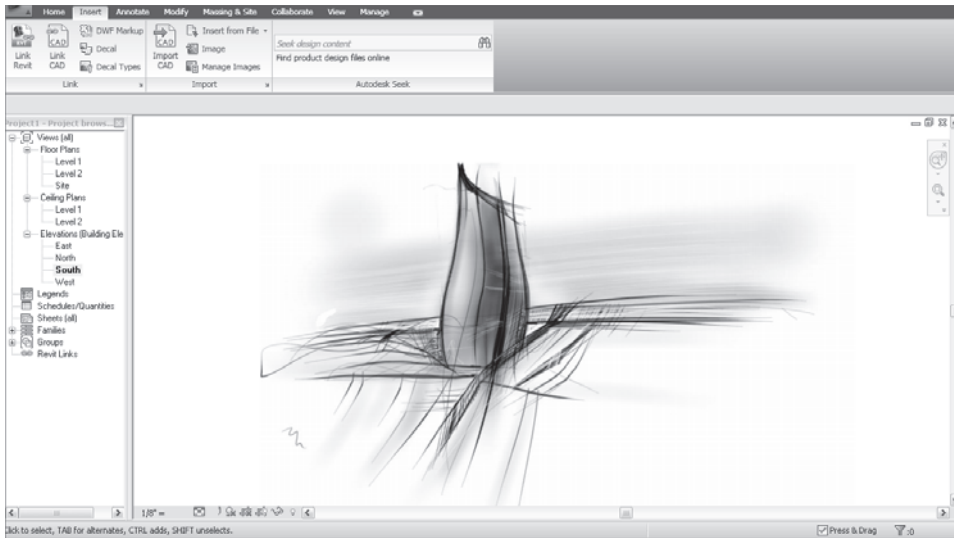 Home Insert Annotate Modify Massing & Site Collaborate View Manage
Link Revit
Link CAD
DWF Markup
Decal
Decal Types
Import CAD
Insert from File
Image
Manage Images
Seek design content
Find product design files online
Link Import Autodesk Seek
Project1 - Project brows...
Views (all)
Floor Plans
Level 1
Level 2
Site
Ceiling Plans
Level 1
Level 2
Elevations (Building Ele
East
North
South
West
Legends
Schedules/Quantities
Sheets (all)
Families
Groups
Revit Links
1/8" =
Click to select, TAB for alternates, CTRL adds, SHIFT unselects.
Press & Drag
:0